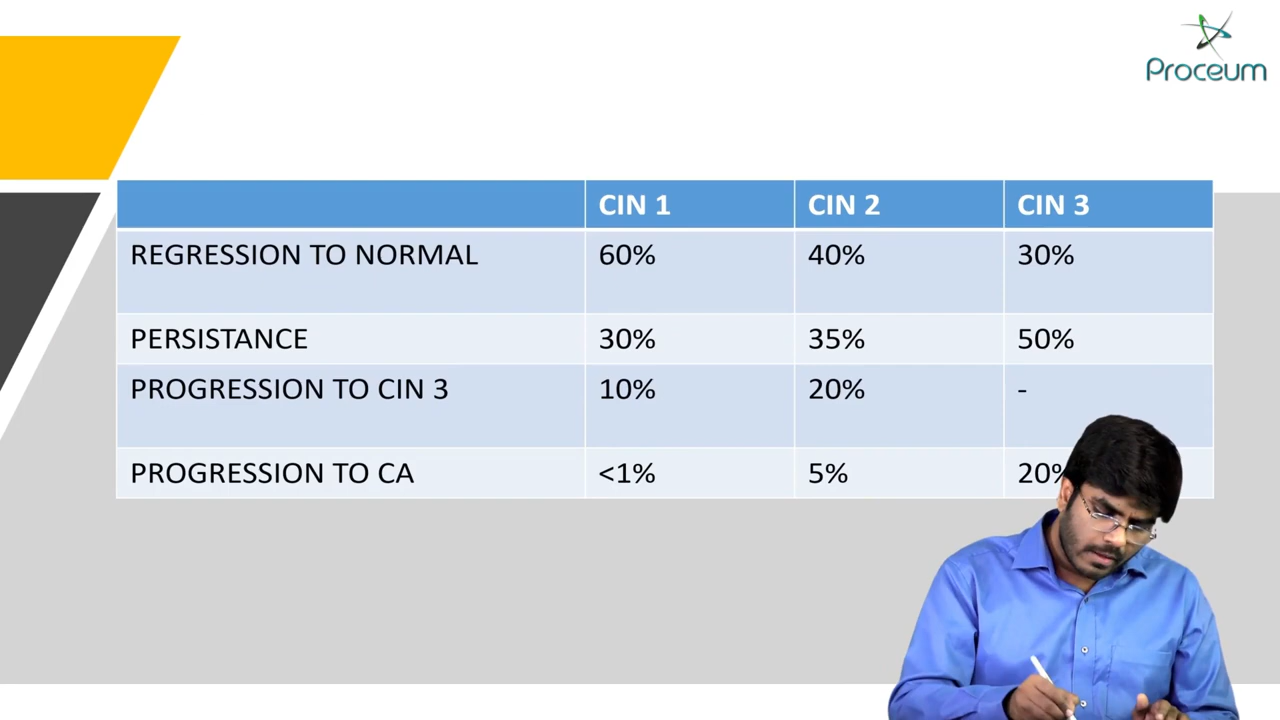 Proceum
CIN 1 CIN 2 CIN 3
REGRESSION TO NORMAL 60% 40% 30%
PERSISTANCE 30% 35% 50%
PROGRESSION TO CIN 3 10% 20% -
PROGRESSION TO CA <1% 5% 20%